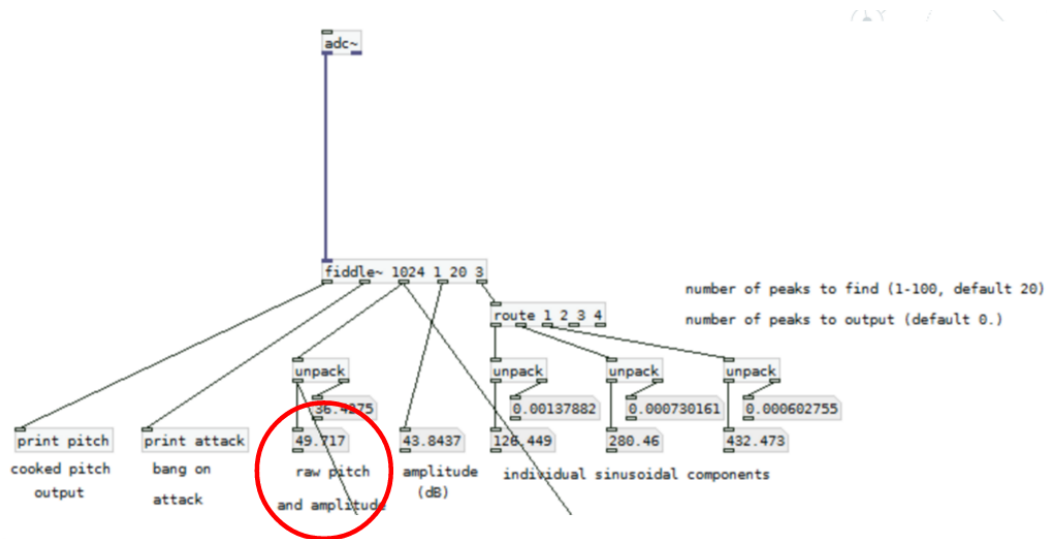 adc~
fiddle~ 1024 1 20 3
number of peaks to find (1-100, default 20)
route 1 2 3 4
number of peaks to output (default 0.)
unpack
unpack
unpack
unpack
36.4275
0.00137882
0.000730161
0.000602755
print pitch
print attack
49.717
43.8437
126.449
280.46
432.473
cooked pitch
output
bang on
attack
raw pitch
and amplitude
amplitude
(dB)
individual sinusoidal components